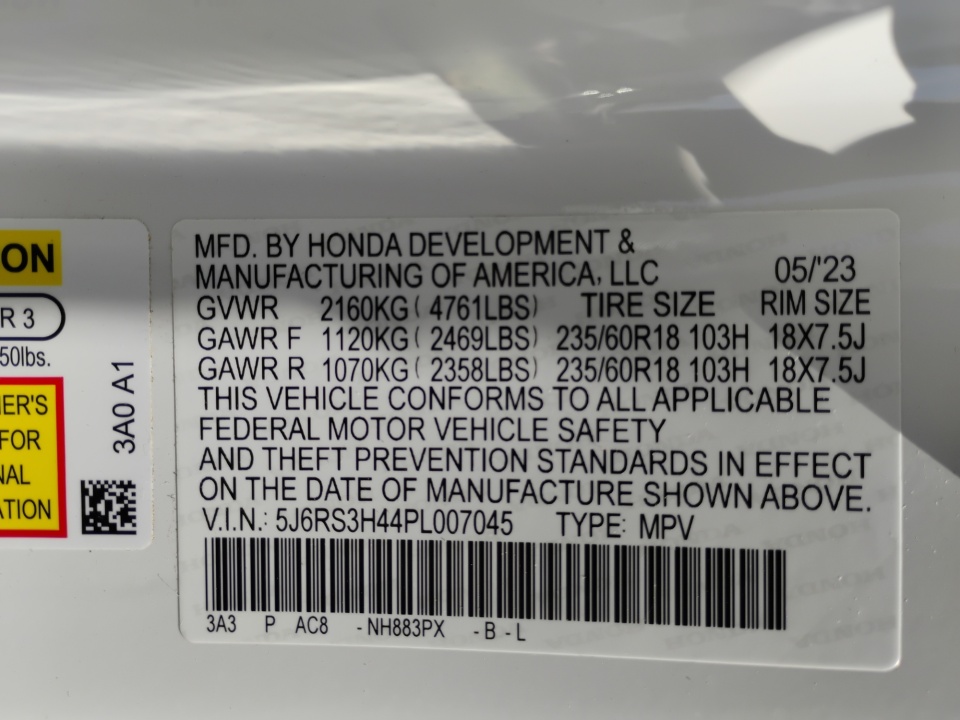 ON
R 3
50lbs.
ER'S
FOR
NAL
ATION
3A0 A1
MFD. BY HONDA DEVELOPMENT &
MANUFACTURING OF AMERICA, LLC 05/'23
GVWR 2160KG( 4761LBS) TIRE SIZE RIM SIZE
GAWR F 1120KG( 2469LBS) 235/60R18 103H 18X7.5J
GAWR R 1070KG( 2358LBS) 235/60R18 103H 18X7.5J
THIS VEHICLE CONFORMS TO ALL APPLICABLE
FEDERAL MOTOR VEHICLE SAFETY
AND THEFT PREVENTION STANDARDS IN EFFECT
ON THE DATE OF MANUFACTURE SHOWN ABOVE.
V.I.N.: 5J6RS3H44PL007045 TYPE: MPV
3A3 P AC8 -NH883PX -B-L